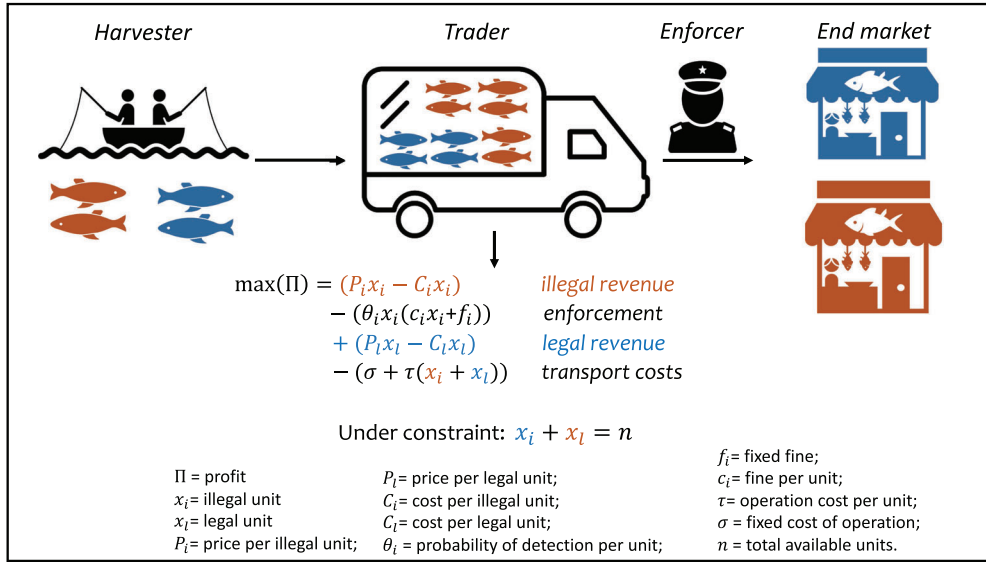 Harvester Trader Enforcer End market
max(Π) = (P_i x_i − C_i x_i) illegal revenue
− (θ_i x_i(c_i x_i+f_i)) enforcement
+ (P_l x_l − C_l x_l) legal revenue
− (σ + τ(x_i + x_l)) transport costs
Under constraint: x_i + x_l = n
Π = profit
x_i= illegal unit
x_l= legal unit
P_i= price per illegal unit;
P_l= price per legal unit;
C_i= cost per illegal unit;
C_l= cost per legal unit;
θ_i = probability of detection per unit;
f_i= fixed fine;
c_i= fine per unit;
τ= operation cost per unit;
σ = fixed cost of operation;
n = total available units.